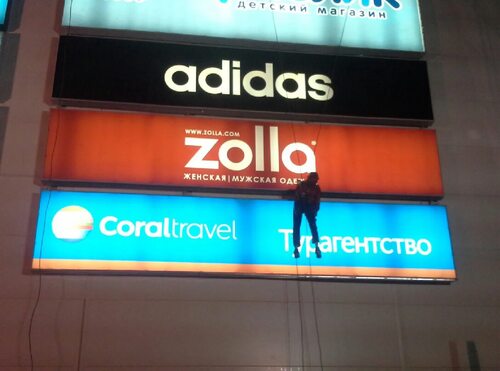 детский магазин
adidas
WWW.ZOLLA.COM
zolla
ЖЕНСКАЯ|МУЖСКАЯ
Coraltravel
Турагентство